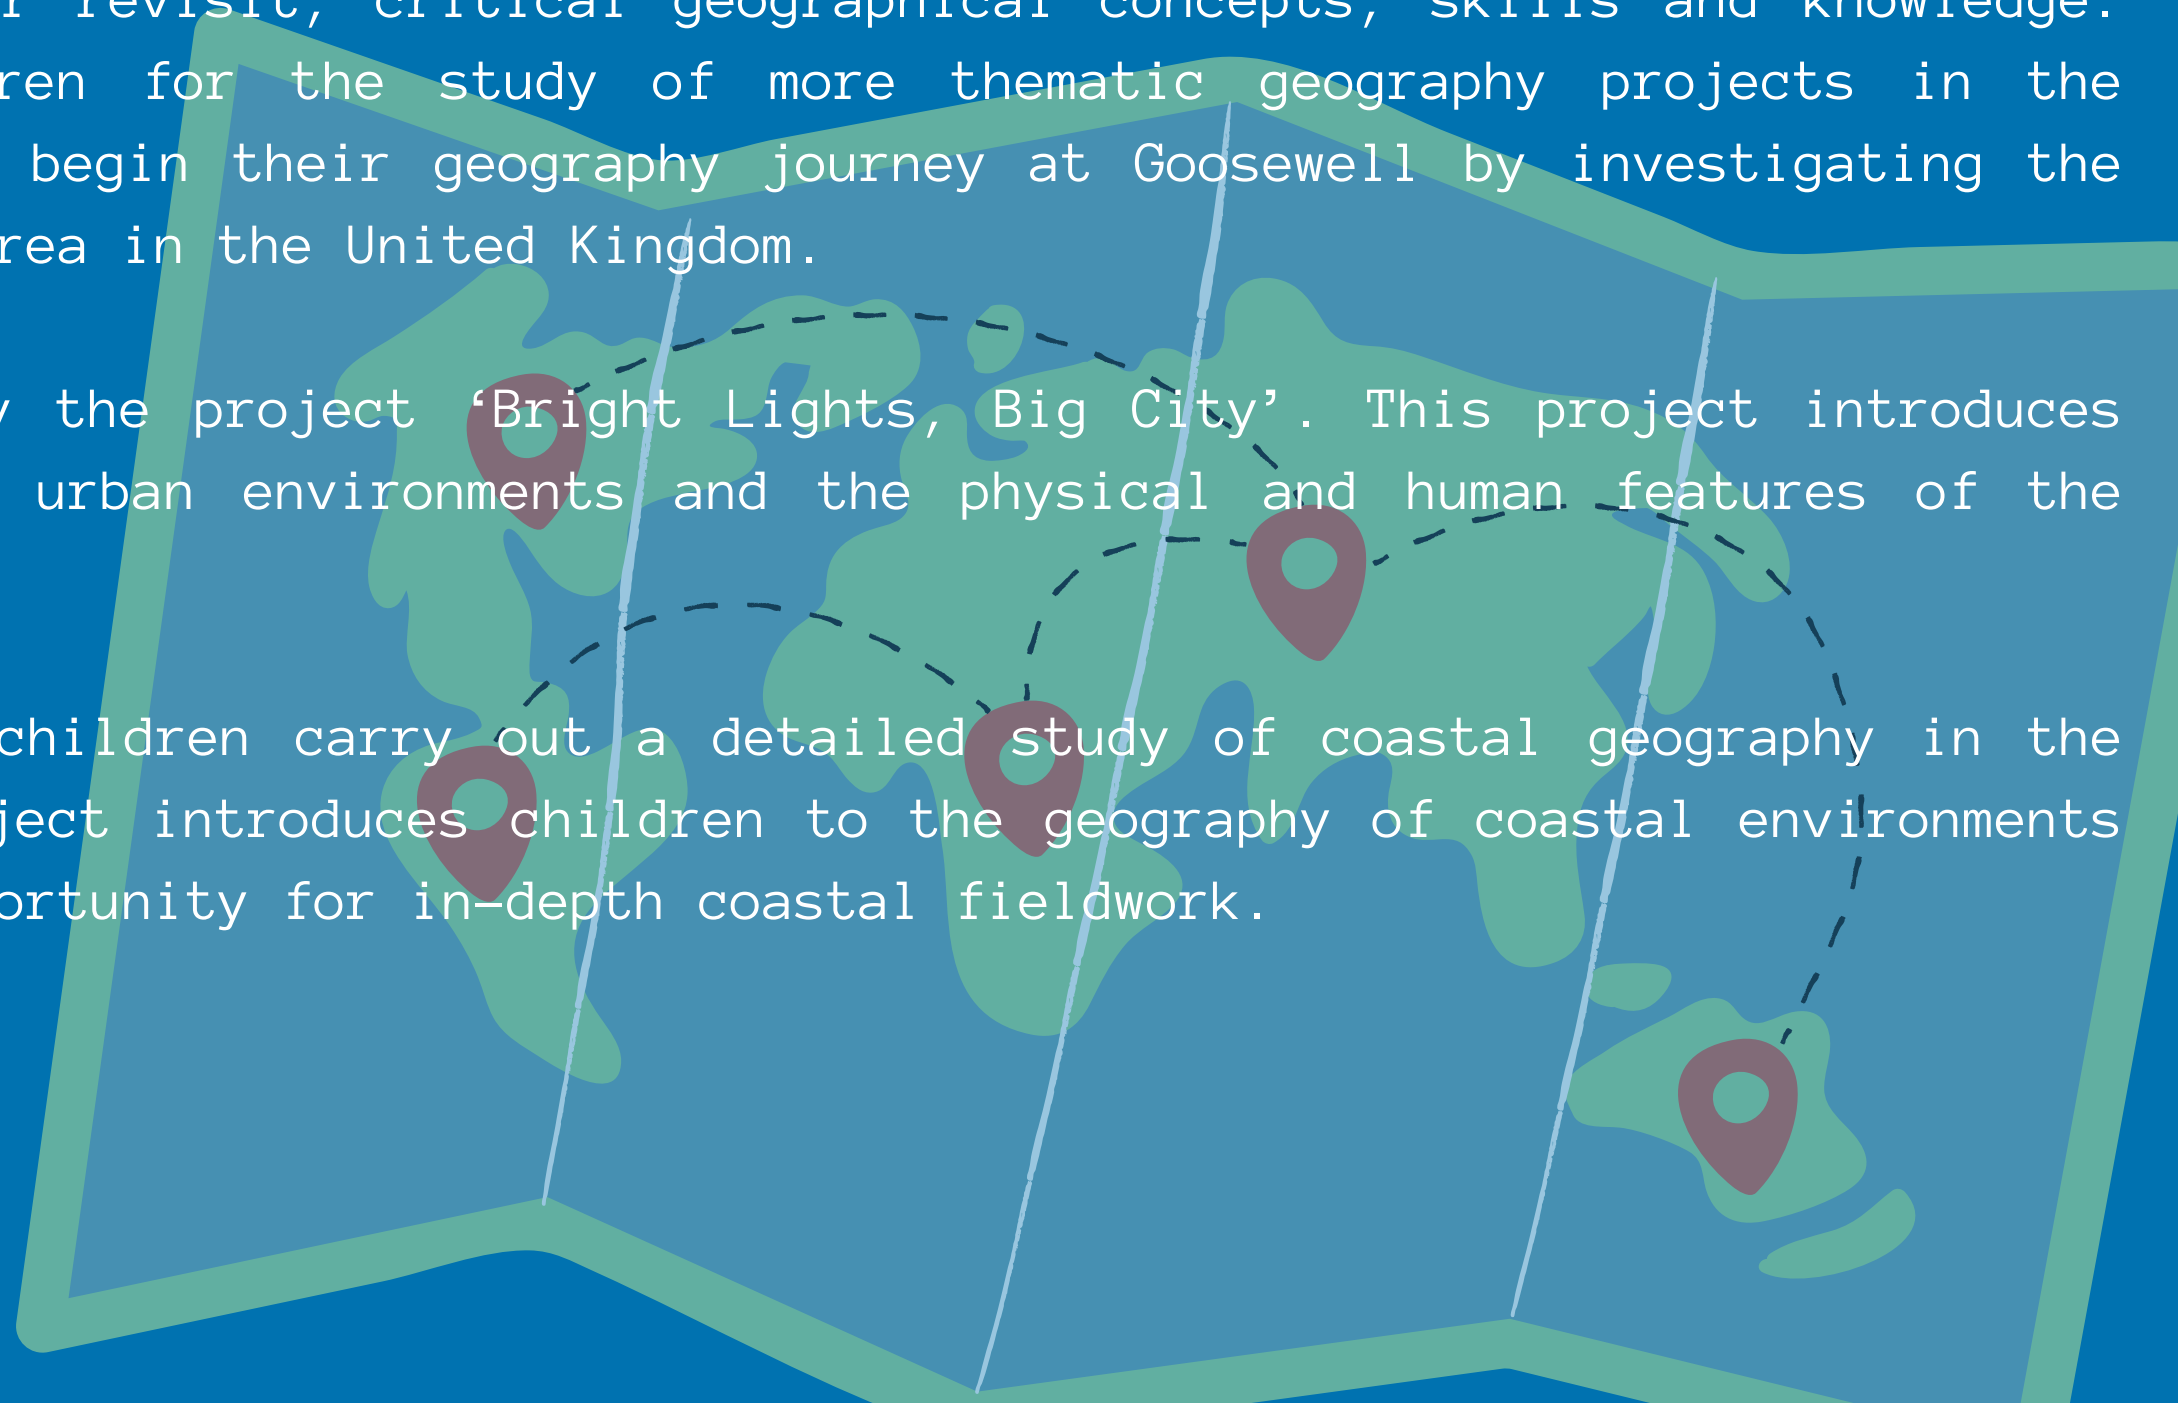 r revisit, critical geographical concepts, skills and knowledge.
ren for the study of more thematic geography projects in the
begin their geography journey at Goosewell by investigating the
rea in the United Kingdom.
y the project ‘Bright Lights, Big City’. This project introduces
urban environments and the physical and human features of the
children carry out a detailed study of coastal geography in the
ject introduces children to the geography of coastal environments
ortunity for in-depth coastal fieldwork.